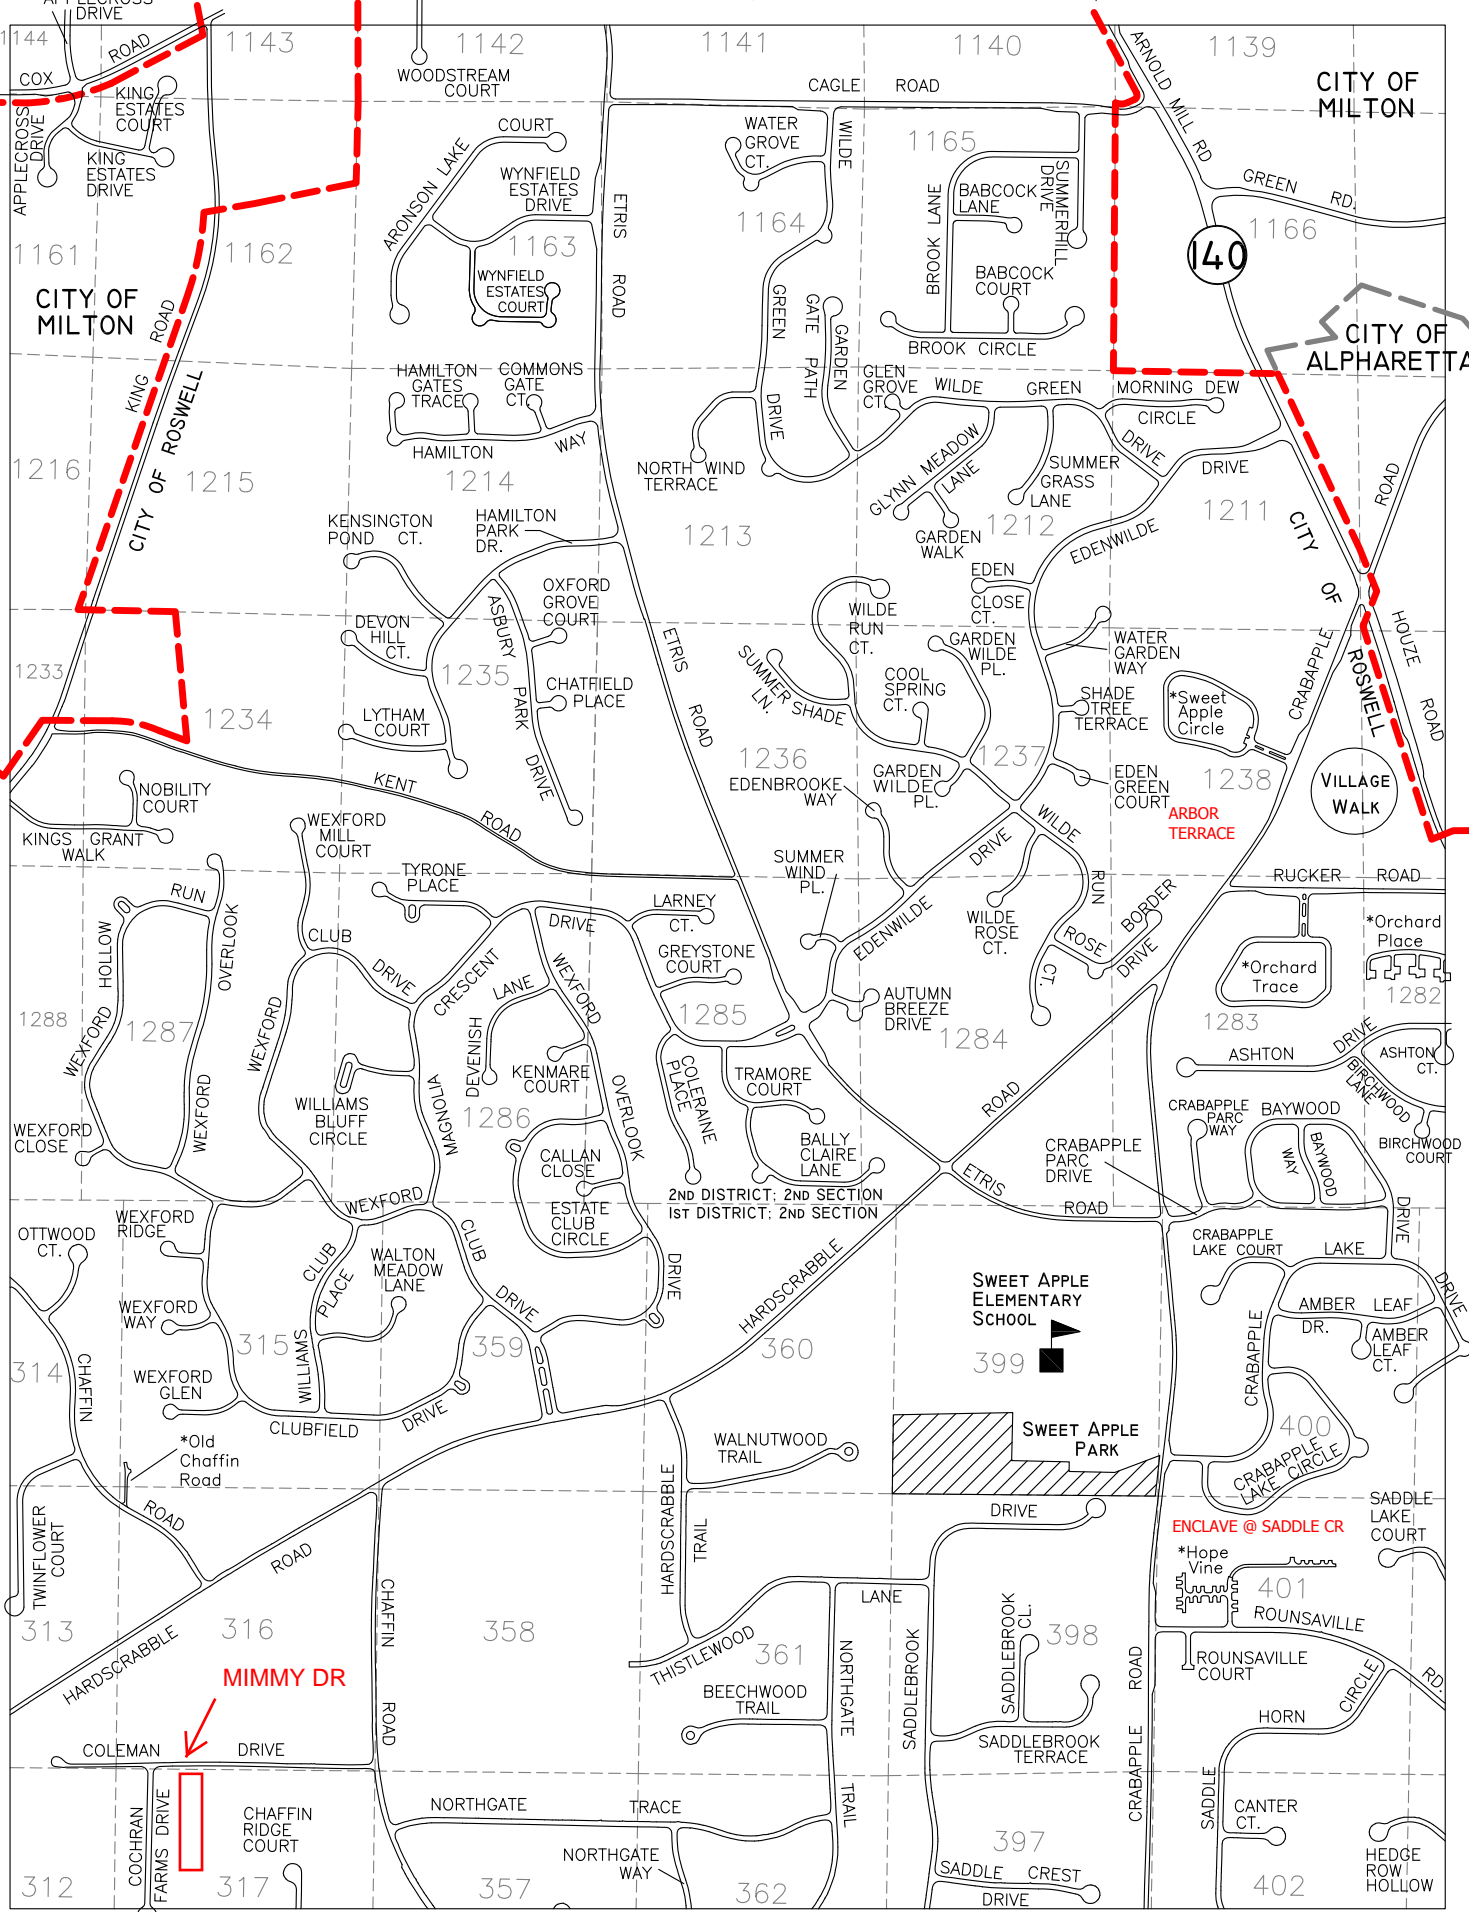 APPLECROSS
DRIVE
1144
ROAD
COX
1143
1142
WOODSTREAM
COURT
1141
1140
CAGLE ROAD
1139
ARNOLD MILL RD
CITY OF
MILTON
KING
ESTATES
COURT
APPLECROSS
DRIVE
KING
ESTATES
DRIVE
COURT
ARONSON LAKE
WYNFIELD
ESTATES
DRIVE
1163
WYNFIELD
ESTATES
COURT
ETRIS
ROAD
WATER
GROVE
CT.
WILDE
1164
GREEN
DRIVE
GATE PATH
GARDEN
1165
BROOK LANE
BABCOCK
LANE
SUMMERHILL
DRIVE
BABCOCK
COURT
BROOK CIRCLE
GREEN RD.
1166
140
CITY OF
ALPHARETTA
1161
1162
CITY OF
MILTON
KING ROAD
CITY OF ROSWELL
HAMILTON
GATES
TRACE
COMMONS
GATE
CT.
HAMILTON WAY
1216
1215
1214
NORTH WIND
TERRACE
GLEN
GROVE
CT.
WILDE GREEN
DRIVE
MORNING DEW
CIRCLE
GLYNN MEADOW
LANE
SUMMER
GRASS
LANE
GARDEN
WALK
1213
1212
1211
EDENWILDE
DRIVE
CITY OF ROSWELL
ROAD
HOUZE
ROAD
KENSINGTON
POND CT.
HAMILTON
PARK
DR.
OXFORD
GROVE
COURT
DEVON
HILL
CT.
ASBURY
PARK
DRIVE
CHATFIELD
PLACE
LYTHAM
COURT
1233
1234
1235
ETRIS
ROAD
WILDE
RUN
CT.
EDEN
CLOSE
CT.
GARDEN
WILDE
PL.
WATER
GARDEN
WAY
SUMMER SHADE
LN.
COOL
SPRING
CT.
SHADE
TREE
TERRACE
*Sweet
Apple
Circle
CRABAPPLE
1236
1237
1238
EDENBROOKE
WAY
GARDEN
WILDE
PL.
EDEN
GREEN
COURT
ARBOR
TERRACE
VILLAGE
WALK
NOBILITY
COURT
KINGS GRANT
WALK
KENT
ROAD
WEXFORD
MILL
COURT
TYRONE
PLACE
SUMMER
WIND
PL.
DRIVE
EDENWILDE
WILDE
RUN
CT.
WILDE
ROSE
CT.
ROSE
BORDER
DRIVE
RUCKER ROAD
*Orchard
Place
*Orchard
Trace
RUN
HOLLOW
WEXFORD
OVERLOOK
WEXFORD
CLUB
DRIVE
WEXFORD
CRESCENT
MAGNOLIA
DRIVE
LARNEY
CT.
GREYSTONE
COURT
LANE
DEVENISH
WEXFORD
OVERLOOK
DRIVE
KENMARE
COURT
COLERAINE
PLACE
AUTUMN
BREEZE
DRIVE
1288
1287
1286
1285
1284
1283
1282
ASHTON
DRIVE
ASHTON
CT.
BIRCHWOOD
LANE
BIRCHWOOD
COURT
TRAMORE
COURT
BALLY
CLAIRE
LANE
WILLIAMS
BLUFF
CIRCLE
WEXFORD
CLOSE
CALLAN
CLOSE
ESTATE
CLUB
CIRCLE
2ND DISTRICT; 2ND SECTION
1ST DISTRICT; 2ND SECTION
ROAD
HARDSCRABBLE
ETRIS
ROAD
CRABAPPLE
PARC
DRIVE
CRABAPPLE
PARC
WAY
BAYWOOD
BAYWOOD
WAY
DRIVE
CRABAPPLE
LAKE COURT
LAKE
DRIVE
AMBER LEAF
DR.
AMBER
LEAF
CT.
CRABAPPLE
OTTWOOD
CT.
WEXFORD
RIDGE
WEXFORD
CLUB
DRIVE
CLUB
PLACE
WILLIAMS
WALTON
MEADOW
LANE
WEXFORD
WAY
WEXFORD
GLEN
CLUBFIELD
DRIVE
314
315
359
360
SWEET APPLE
ELEMENTARY
SCHOOL
399
400
CRABAPPLE
LAKE CIRCLE
SWEET APPLE
PARK
CHAFFIN
*Old
Chaffin
Road
ROAD
TWINFLOWER
COURT
WALNUTWOOD
TRAIL
HARDSCRABBLE
TRAIL
DRIVE
ENCLAVE @ SADDLE CR
*Hope
Vine
SADDLE
LAKE
COURT
ROAD
HARDSCRABBLE
CHAFFIN
ROAD
313
316
358
361
398
401
LANE
THISTLEWOOD
SADDLEBROOK
SADDLEBROOK
CL.
ROUNSAVILLE
RD.
ROUNSAVILLE
COURT
MIMMY DR
BEECHWOOD
TRAIL
NORTHGATE
TRAIL
SADDLEBROOK
TERRACE
CRABAPPLE
ROAD
HORN
CIRCLE
SADDLE
COLEMAN DRIVE
COCHRAN
FARMS DRIVE
CHAFFIN
RIDGE
COURT
NORTHGATE TRACE
NORTHGATE
WAY
CANTER
CT.
HEDGE
ROW
HOLLOW
SADDLE CREST
DRIVE
312
317
357
362
397
402